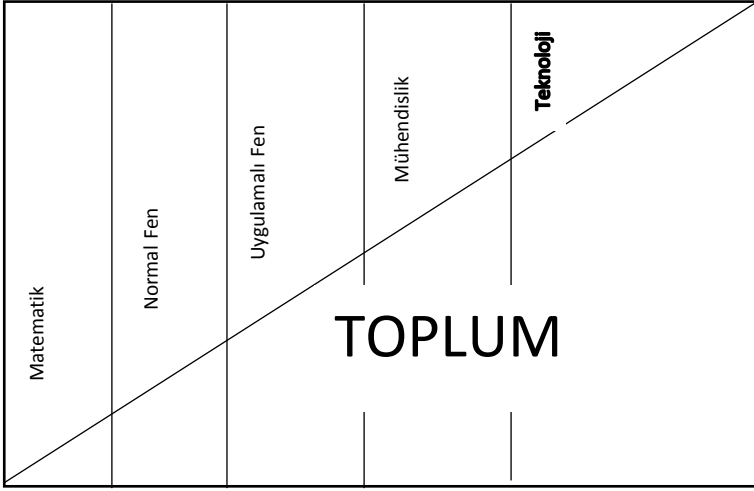 Matematik
Normal Fen
Uygulamalı Fen
Mühendislik
Teknoloji
TOPLUM